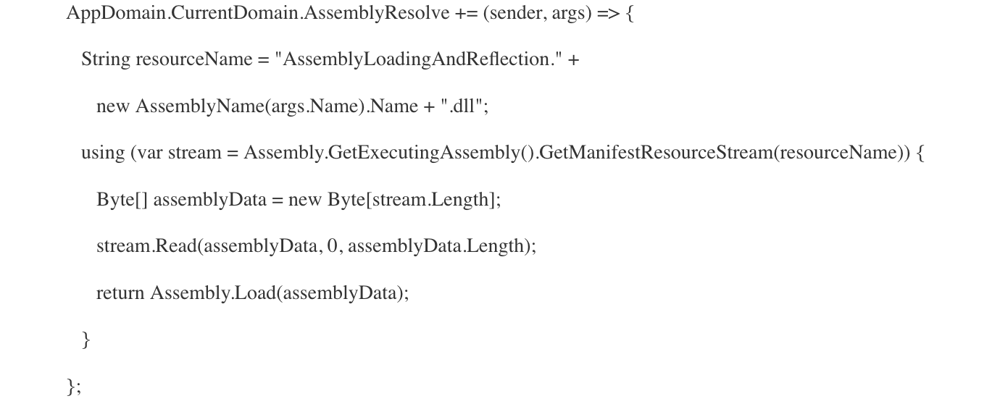 AppDomain.CurrentDomain.AssemblyResolve += (sender, args) => {
String resourceName = "AssemblyLoadingAndReflection." +
new AssemblyName(args.Name).Name + ".dll";
using (var stream = Assembly.GetExecutingAssembly().GetManifestResourceStream(resourceName)) {
Byte[] assemblyData = new Byte[stream.Length];
stream.Read(assemblyData, 0, assemblyData.Length);
return Assembly.Load(assemblyData);
}
};